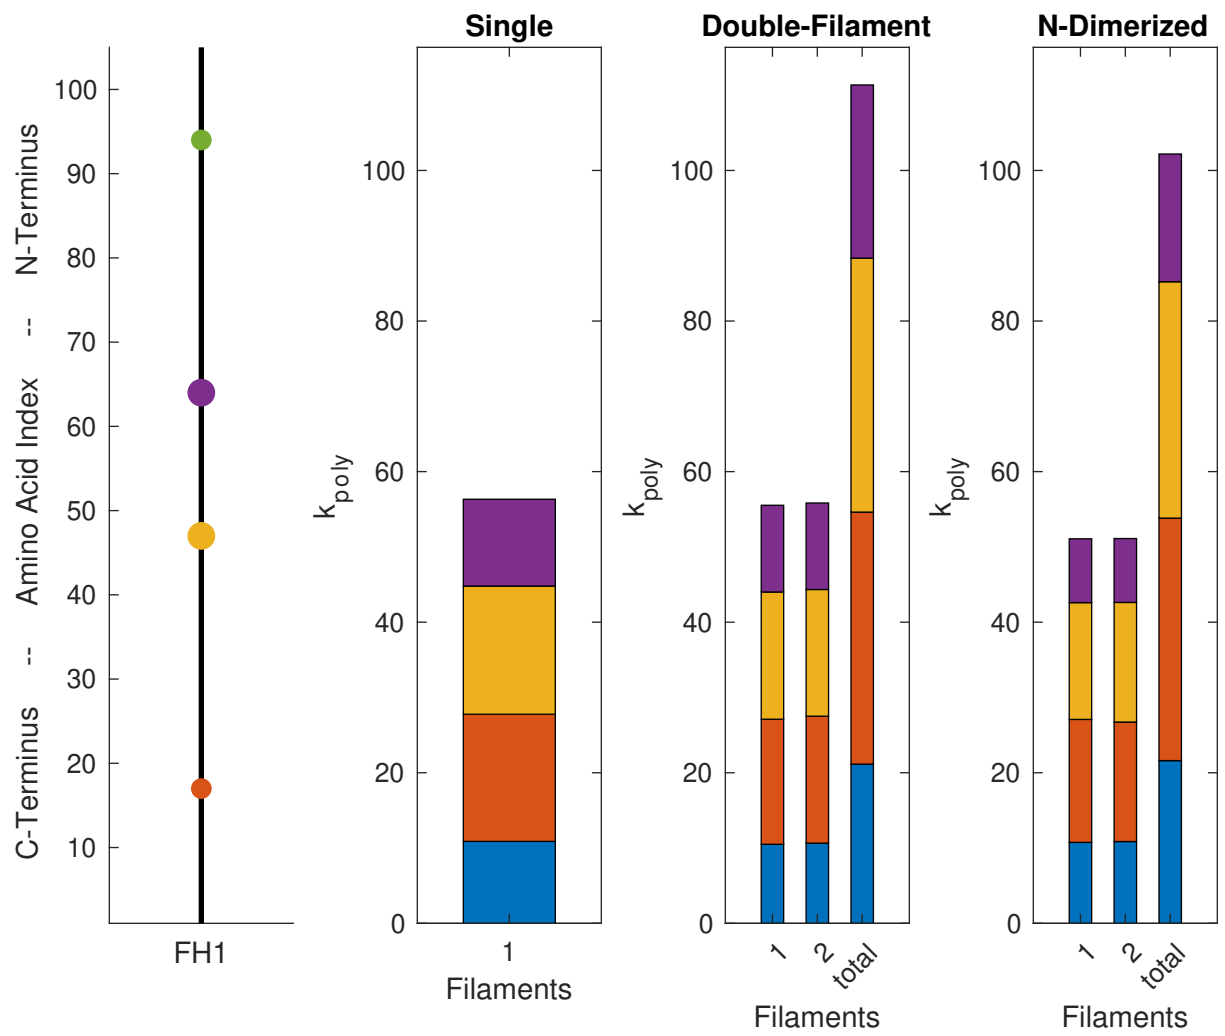 C-Terminus -- Amino Acid Index -- N-Terminus
100
90
80
70
60
50
40
30
20
10
FH1
Single
k_poly
100
80
60
40
20
0
1
Filaments
Double-Filament
k_poly
100
80
60
40
20
0
1
2
total
Filaments
N-Dimerized
k_poly
100
80
60
40
20
0
1
2
total
Filaments